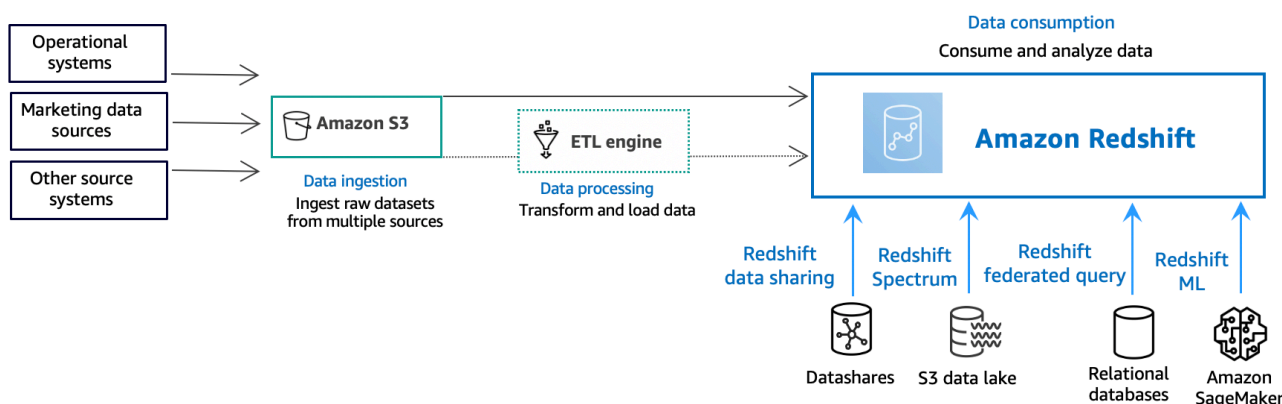 Operational
systems
Marketing data
sources
Other source
systems
Amazon S3
Data ingestion
Ingest raw datasets
from multiple sources
ETL engine
Data processing
Transform and load data
Data consumption
Consume and analyze data
Amazon Redshift
Redshift
data sharing
Redshift
Spectrum
Redshift
federated query
Redshift
ML
Datashares
S3 data lake
Relational
databases
Amazon
SageMaker